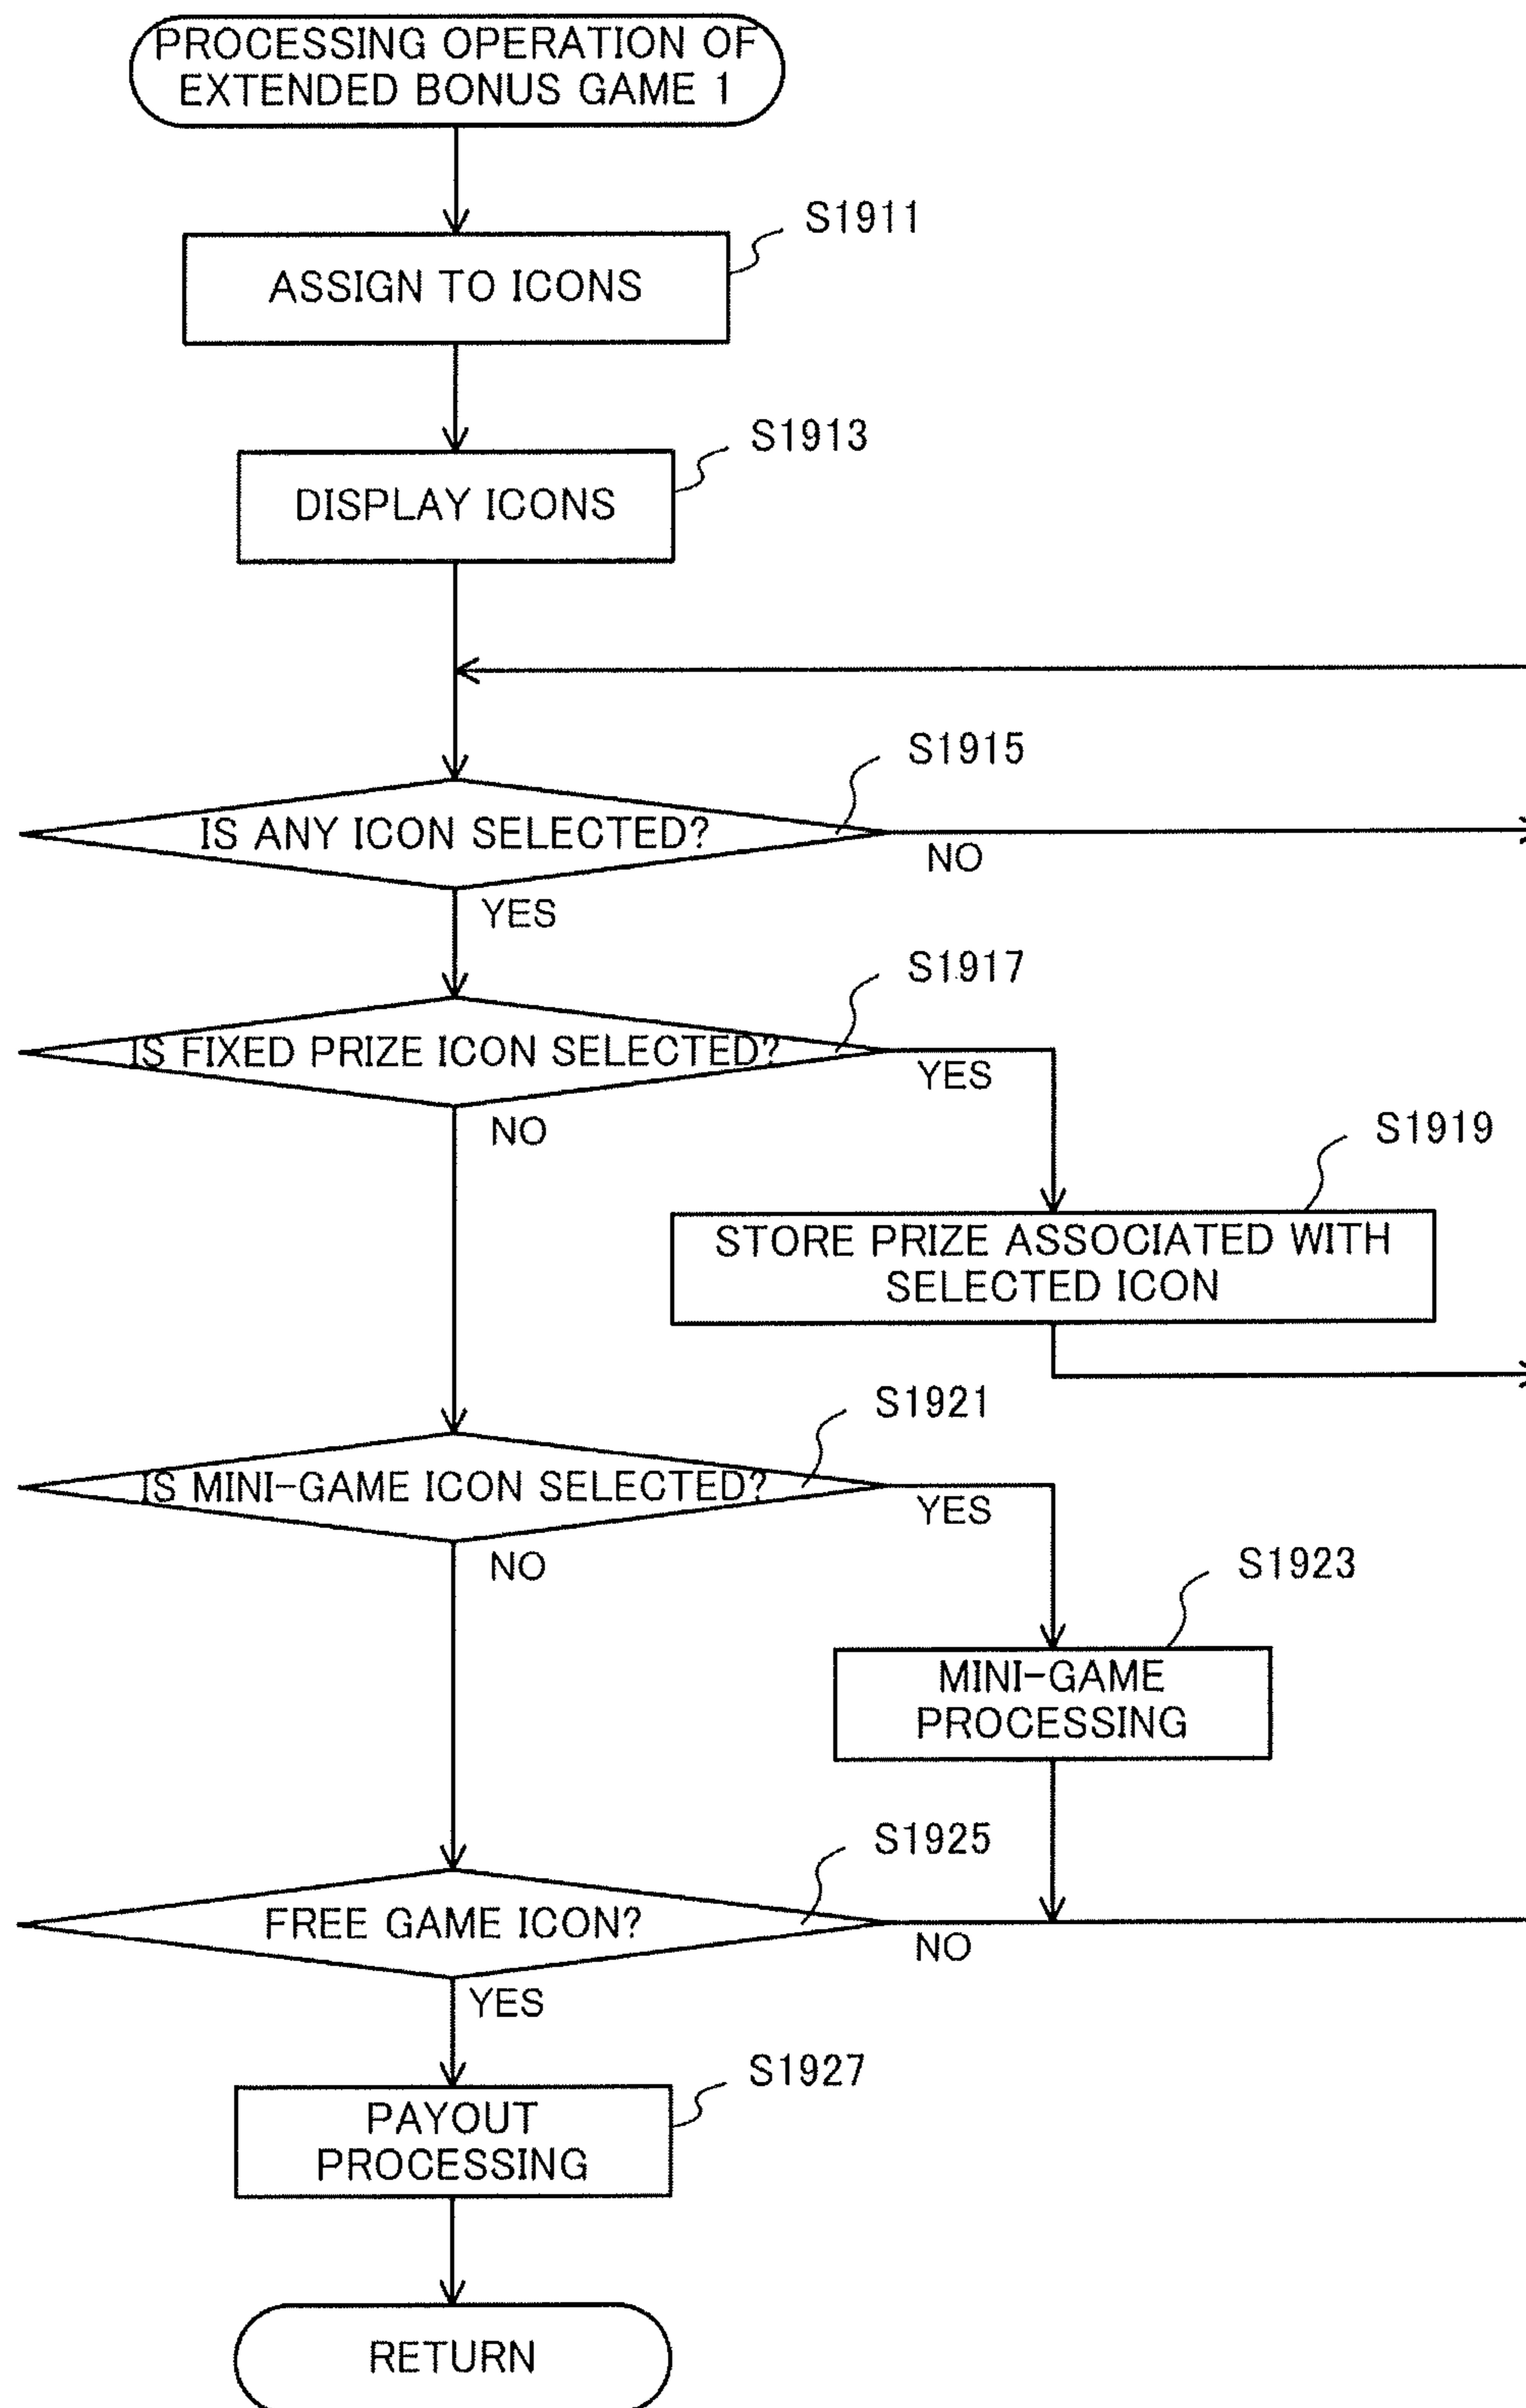 PROCESSING OPERATION OF
EXTENDED BONUS GAME 1
S1911
ASSIGN TO ICONS
S1913
DISPLAY ICONS
S1915
IS ANY ICON SELECTED?
NO
YES
S1917
IS FIXED PRIZE ICON SELECTED?
YES
NO
S1919
STORE PRIZE ASSOCIATED WITH
SELECTED ICON
S1921
IS MINI-GAME ICON SELECTED?
YES
NO
S1923
MINI-GAME
PROCESSING
S1925
FREE GAME ICON?
NO
YES
S1927
PAYOUT
PROCESSING
RETURN